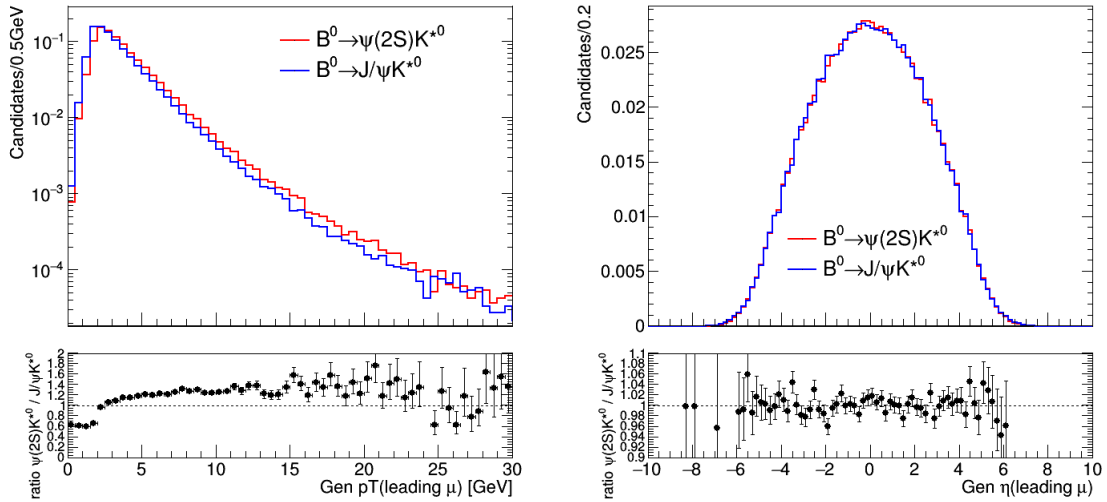 Candidates/0.5GeV
10⁻¹
10⁻²
10⁻³
10⁻⁴
B⁰→ψ(2S)K*⁰
B⁰→J/ψK*⁰
ratio ψ(2S)K*⁰ / J/ψK*⁰
2
1.8
1.4
1.2
1
0.8
0.6
0.4
0.2
0
0 5 10 15 20 25 30
Gen pT(leading μ) [GeV]
Candidates/0.2
0.025
0.02
0.015
0.01
0.005
0
B⁰→ψ(2S)K*⁰
B⁰→J/ψK*⁰
ratio ψ(2S)K*⁰ / J/ψK*⁰
1.1
1.08
1.04
1.02
1.00
0.98
0.96
0.94
0.9
−10 −8 −6 −4 −2 0 2 4 6 8 10
Gen η(leading μ)